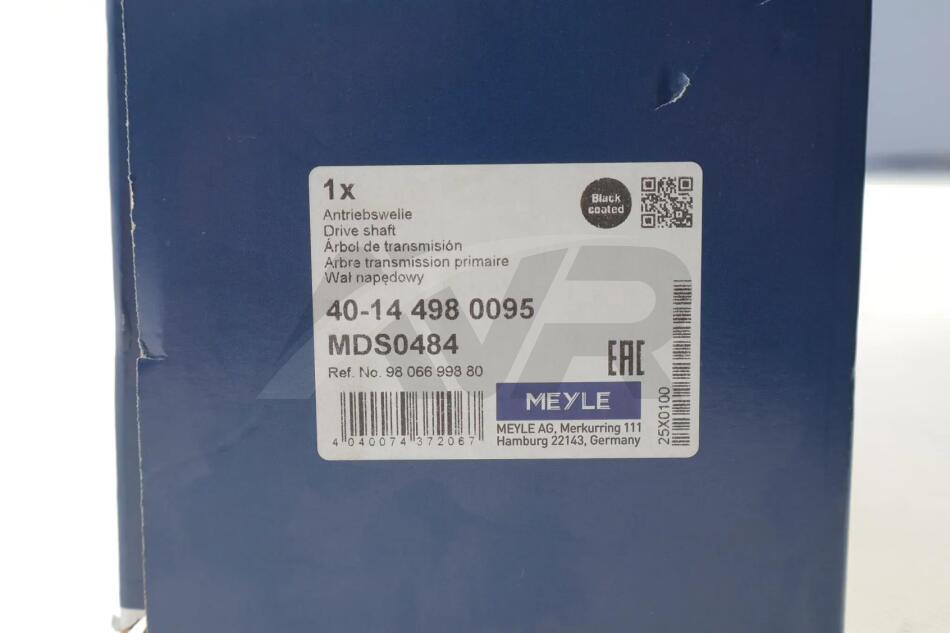 1x
Antriebswelle
Drive shaft
Árbol de transmisión
Arbre transmission primaire
Wał napędowy
40-14 498 0095
MDS0484
Ref. No. 98 066 998 80
4 040074 372067
Black
coated
EAC
MEYLE
MEYLE AG, Merkurring 111
Hamburg 22143, Germany
25X0100
AVR